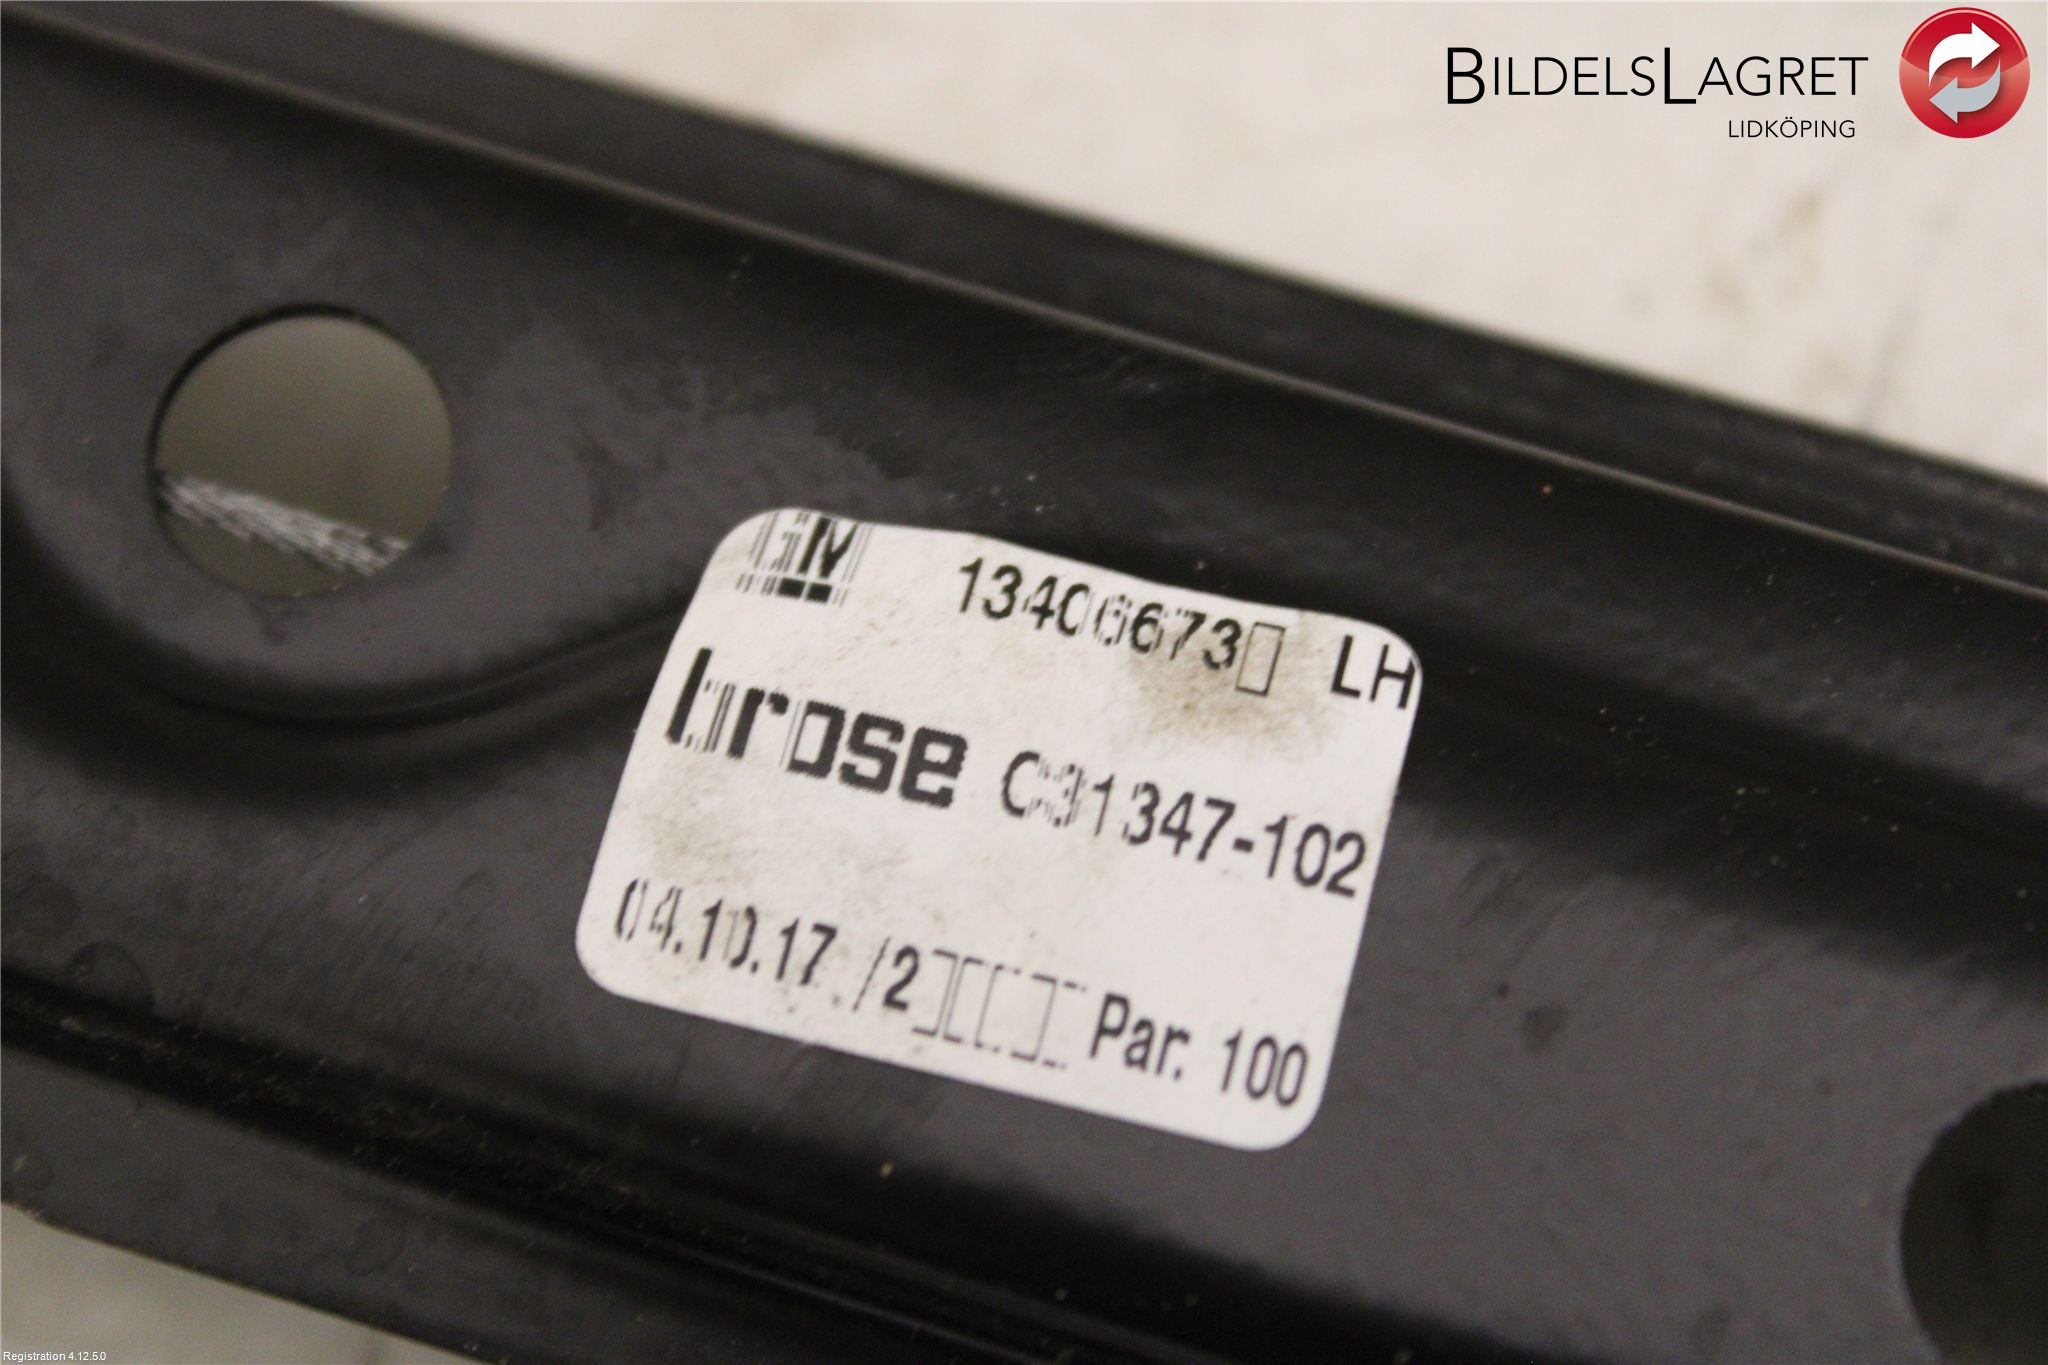 BILDELSLAGRET
LIDKÖPING
GM 13406673 LH
brose C31347-102
04.10.17 /2 Par. 100
Registration 4.12.5.0